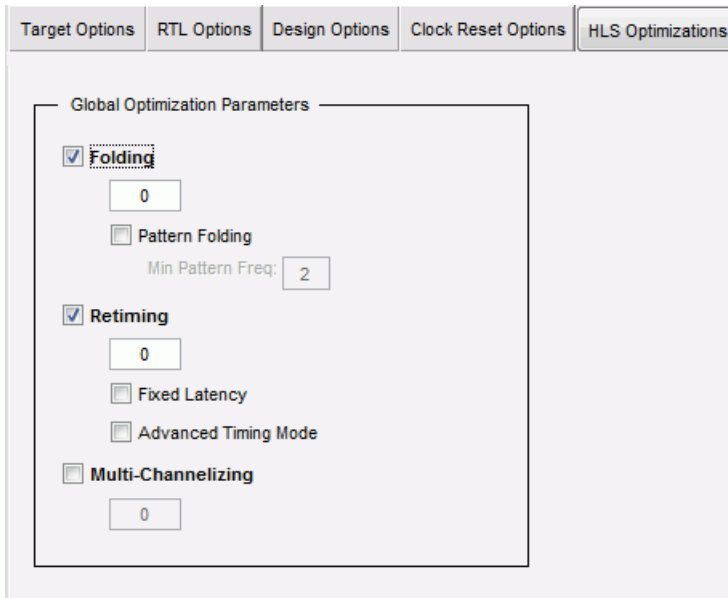 Target Options RTL Options Design Options Clock Reset Options HLS Optimizations
Global Optimization Parameters
Folding
0
Pattern Folding
Min Pattern Freq: 2
Retiming
0
Fixed Latency
Advanced Timing Mode
Multi-Channelizing
0